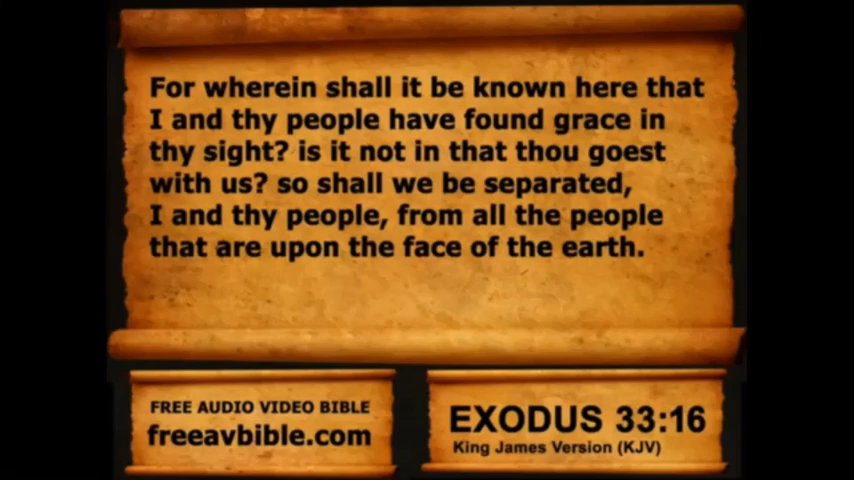 For wherein shall it be known here that
I and thy people have found grace in
thy sight? is it not in that thou goest
with us? so shall we be separated,
I and thy people, from all the people
that are upon the face of the earth.
FREE AUDIO VIDEO BIBLE
freeavbible.com
EXODUS 33:16
King James Version (KJV)